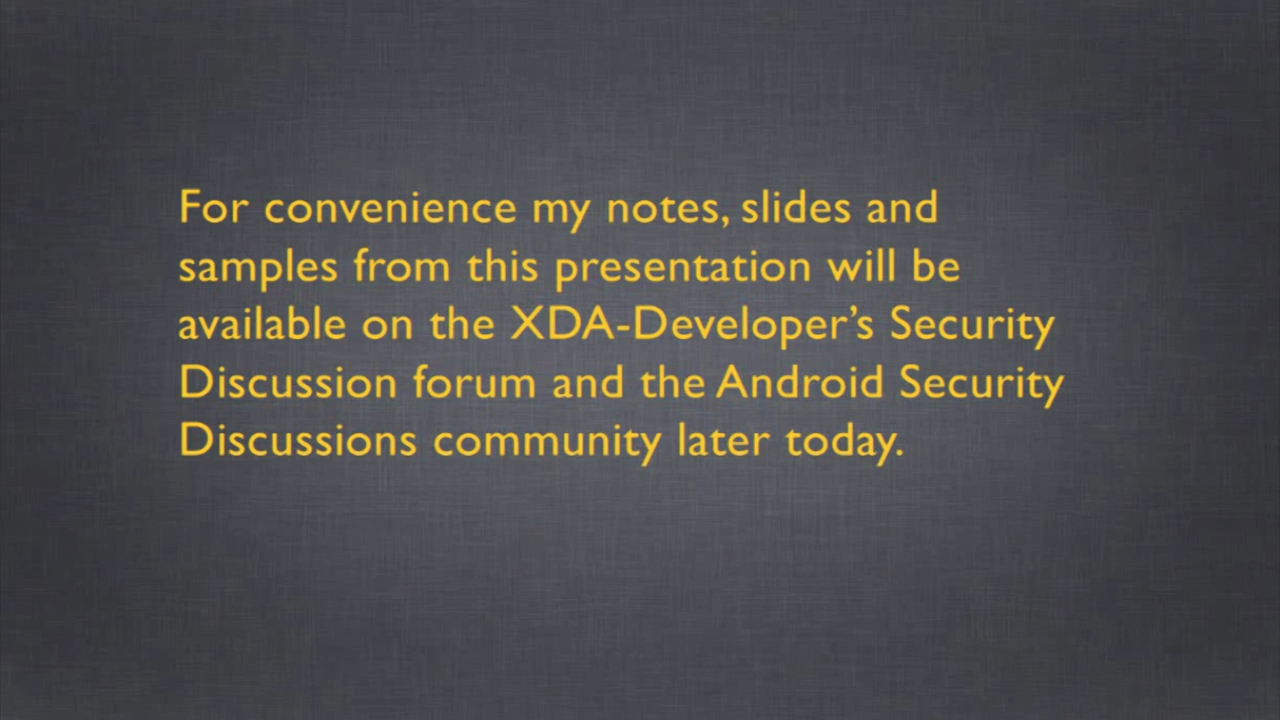 For convenience my notes, slides and
samples from this presentation will be
available on the XDA-Developer’s Security
Discussion forum and the Android Security
Discussions community later today.